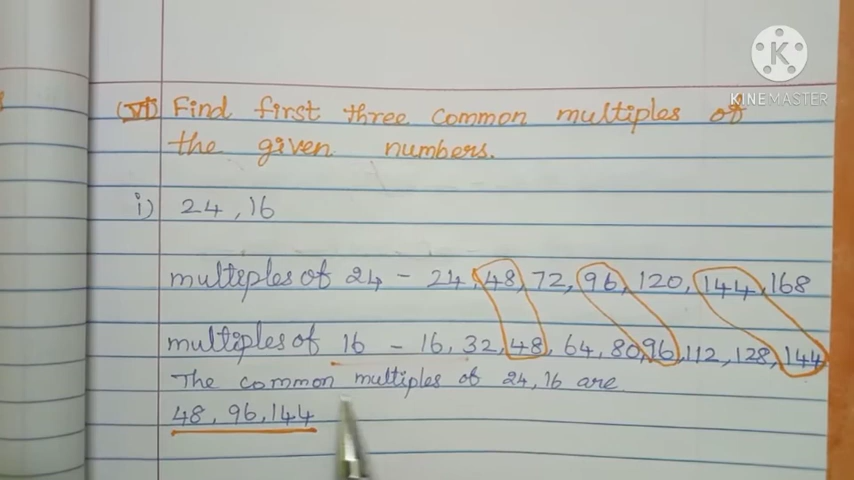 K
KINEMASTER
(VI) Find first three common multiples of
the given numbers.
i) 24, 16
multiples of 24 - 24, 48, 72, 96, 120, 144, 168
multiples of 16 - 16, 32, 48, 64, 80, 96, 112, 128, 144
The common multiples of 24, 16 are
48, 96, 144